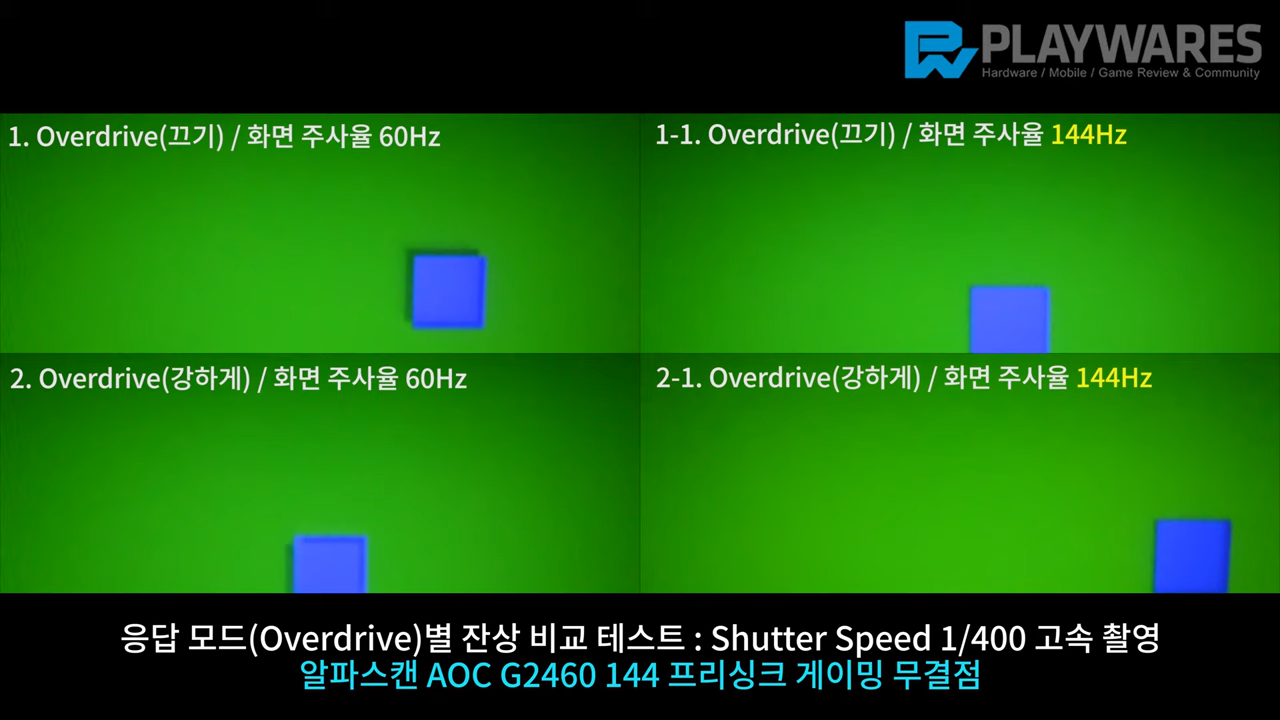 PLAYWARES
Hardware / Mobile / Game Review & Community
1. Overdrive(끄기) / 화면 주사율 60Hz
1-1. Overdrive(끄기) / 화면 주사율 144Hz
2. Overdrive(강하게) / 화면 주사율 60Hz
2-1. Overdrive(강하게) / 화면 주사율 144Hz
응답 모드(Overdrive)별 잔상 비교 테스트 : Shutter Speed 1/400 고속 촬영
알파스캔 AOC G2460 144 프리싱크 게이밍 무결점